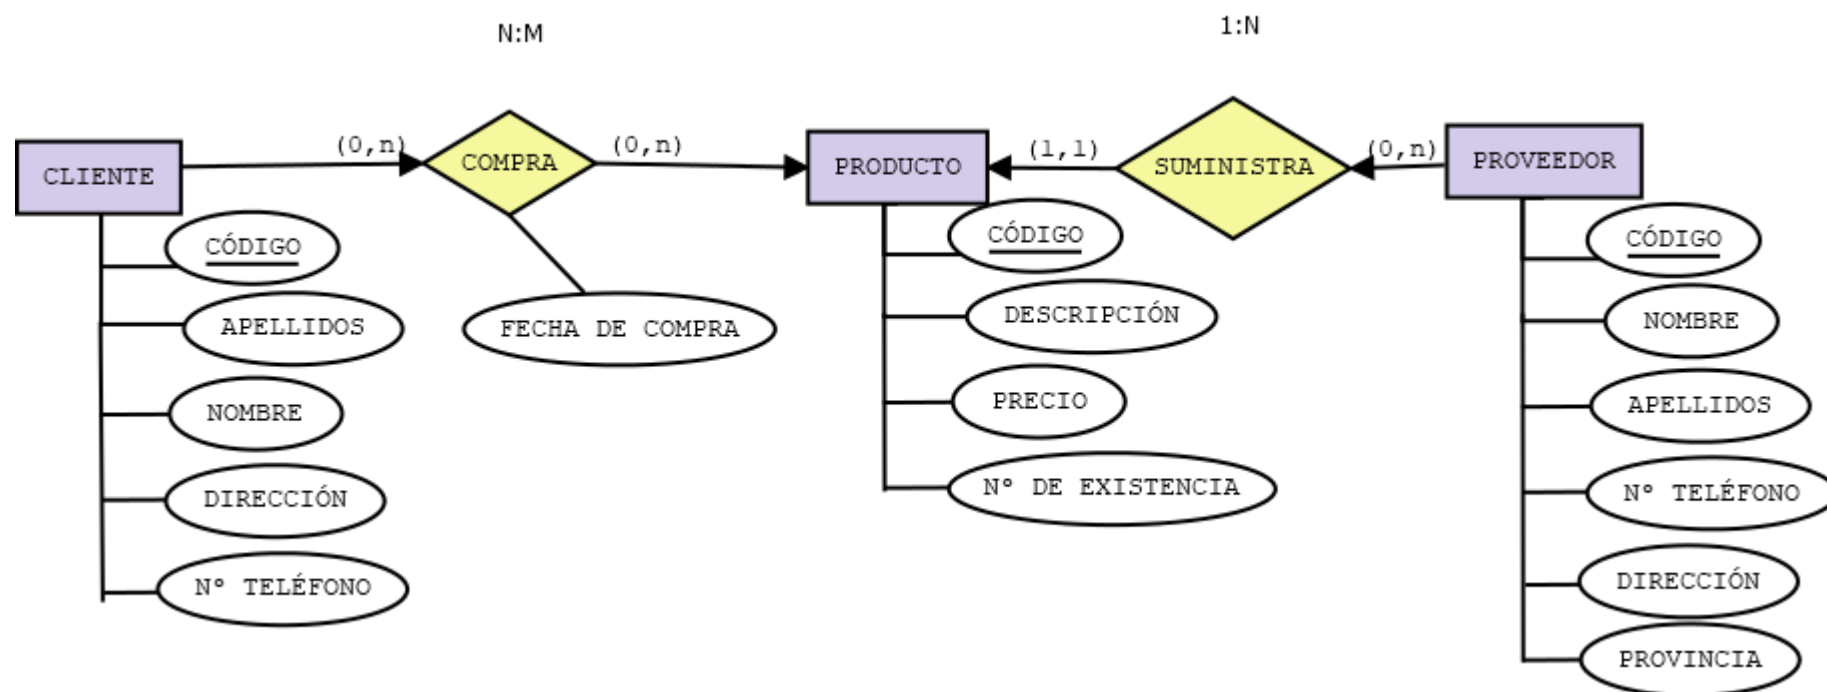 N:M
1:N
CLIENTE
(0,n)
COMPRA
(0,n)
PRODUCTO
(1,1)
SUMINISTRA
(0,n)
PROVEEDOR
CÓDIGO
APELLIDOS
NOMBRE
DIRECCIÓN
Nº TELÉFONO
FECHA DE COMPRA
CÓDIGO
DESCRIPCIÓN
PRECIO
Nº DE EXISTENCIA
CÓDIGO
NOMBRE
APELLIDOS
Nº TELÉFONO
DIRECCIÓN
PROVINCIA